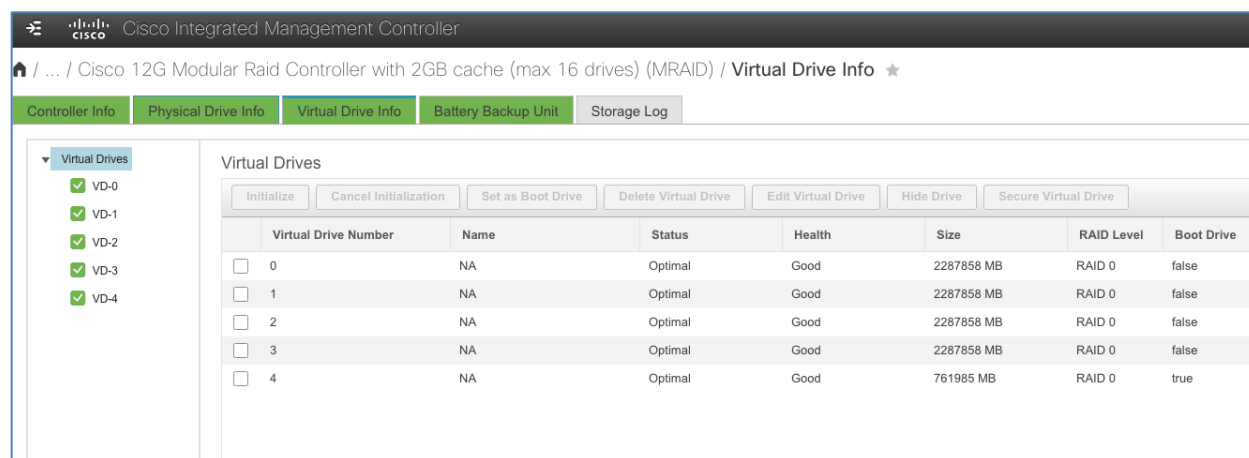 CISCO Cisco Integrated Management Controller
/ ... / Cisco 12G Modular Raid Controller with 2GB cache (max 16 drives) (MRAID) / Virtual Drive Info
Controller Info Physical Drive Info Virtual Drive Info Battery Backup Unit Storage Log
Virtual Drives
VD-0
VD-1
VD-2
VD-3
VD-4
Virtual Drives
Initialize Cancel Initialization Set as Boot Drive Delete Virtual Drive Edit Virtual Drive Hide Drive Secure Virtual Drive
Virtual Drive Number Name Status Health Size RAID Level Boot Drive
0 NA Optimal Good 2287858 MB RAID 0 false
1 NA Optimal Good 2287858 MB RAID 0 false
2 NA Optimal Good 2287858 MB RAID 0 false
3 NA Optimal Good 2287858 MB RAID 0 false
4 NA Optimal Good 761985 MB RAID 0 true